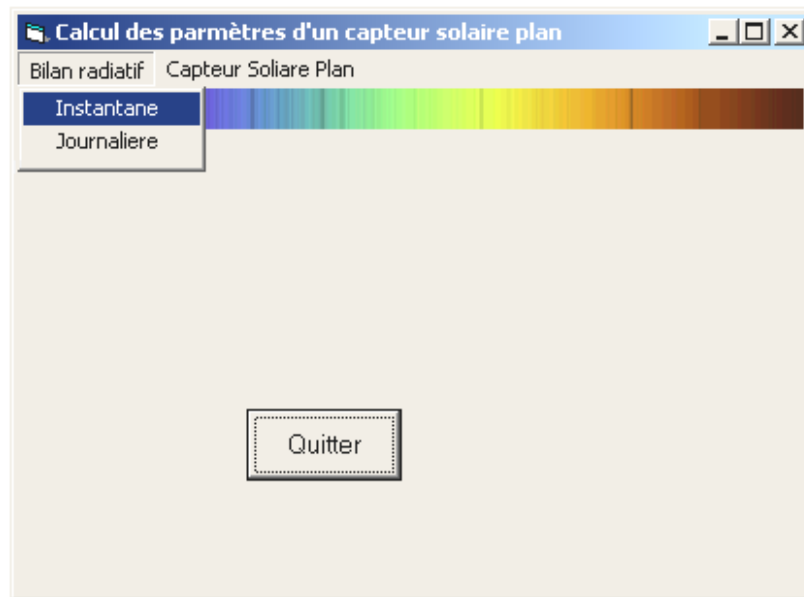 Calcul des parmètres d'un capteur solaire plan
Bilan radiatif Capteur Soliare Plan
Instantane
Journaliere
Quitter